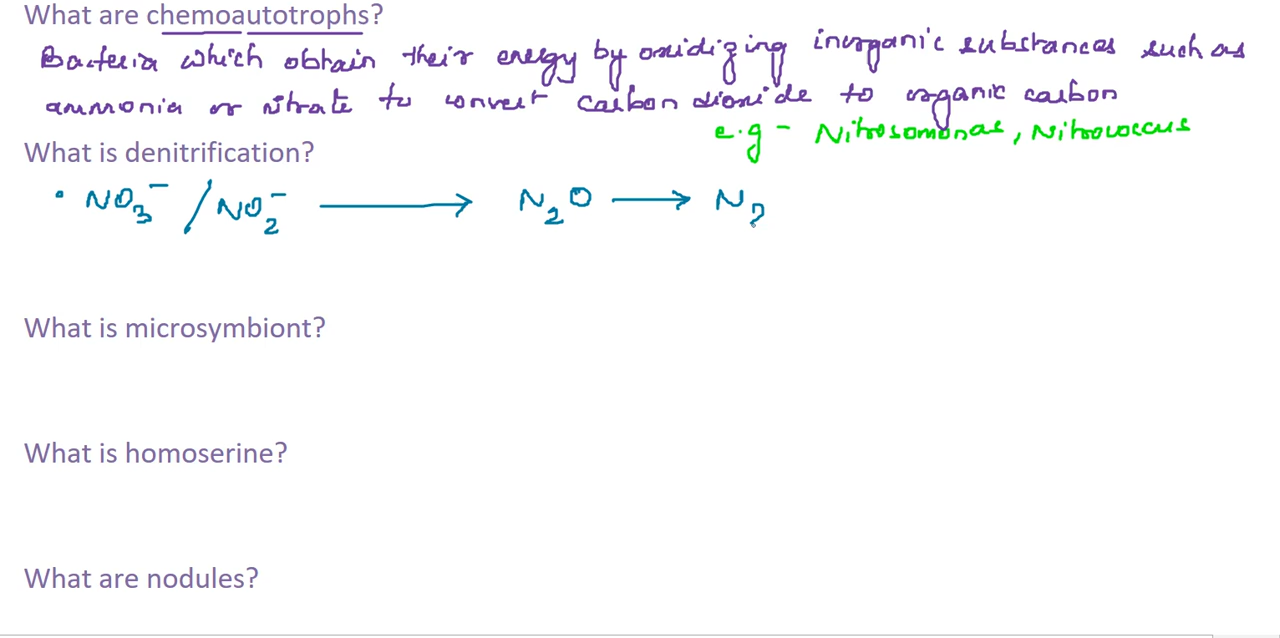 What are chemoautotrophs?
Bacteria which obtain their energy by oxidizing inorganic substances such as
ammonia or nitrate to convert carbon dioxide to organic carbon
e.g - Nitrosomonas, Nitrococcus
What is denitrification?
• NO₃⁻ / NO₂⁻ → N₂O → N₂
What is microsymbiont?
What is homoserine?
What are nodules?